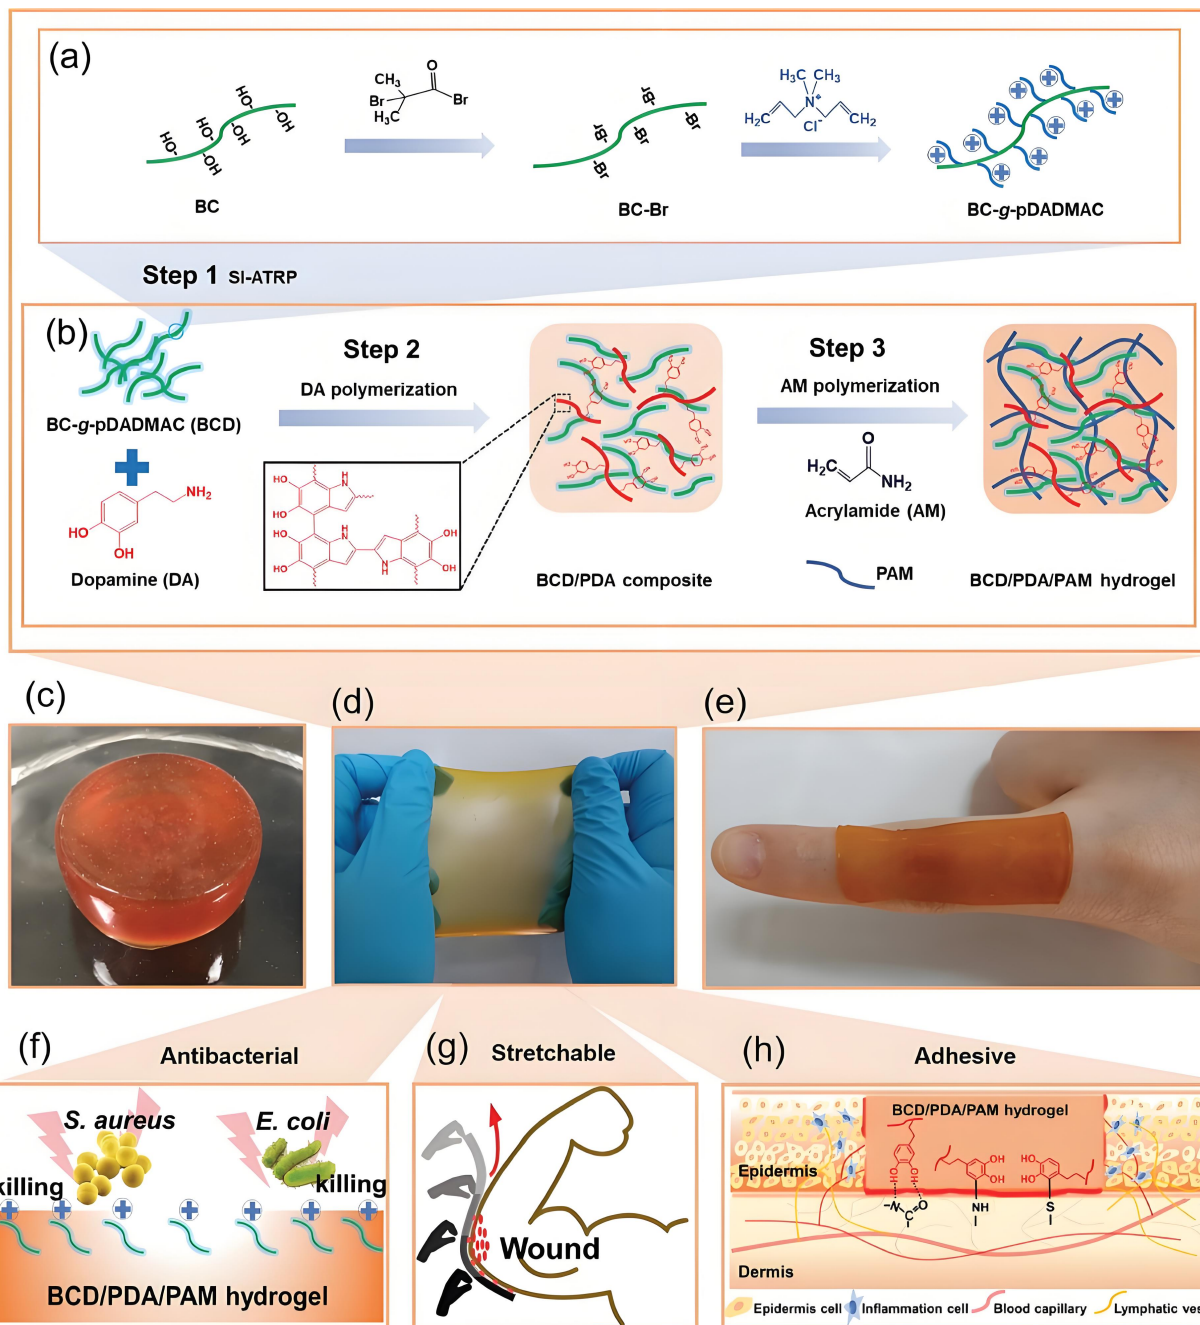 (a)
HO-
HO-
HO-
-OH
-OH
-OH
BC
O
CH₃
Br
Br
CH₃
-Br
-Br
-Br
-Br
-Br
BC-Br
H₃C CH₃
N⁺
H₂C CH₂
Cl⁻
BC-g-pDADMAC
Step 1 SI-ATRP
(b)
BC-g-pDADMAC (BCD)
NH₂
HO
OH
Dopamine (DA)
Step 2
DA polymerization
HO
H
N
HO
HO
H
N
OH
HO
N
H
OH
BCD/PDA composite
Step 3
AM polymerization
O
H₂C
NH₂
Acrylamide (AM)
PAM
BCD/PDA/PAM hydrogel
(c)
(d)
(e)
(f)
Antibacterial
S. aureus
E. coli
killing
killing
BCD/PDA/PAM hydrogel
(g)
Stretchable
Wound
(h)
Adhesive
BCD/PDA/PAM hydrogel
Epidermis
HO
OH
OH
OH
HO
HO
-N
C
O
NH
S
Dermis
Epidermis cell
Inflammation cell
Blood capillary
Lymphatic ves